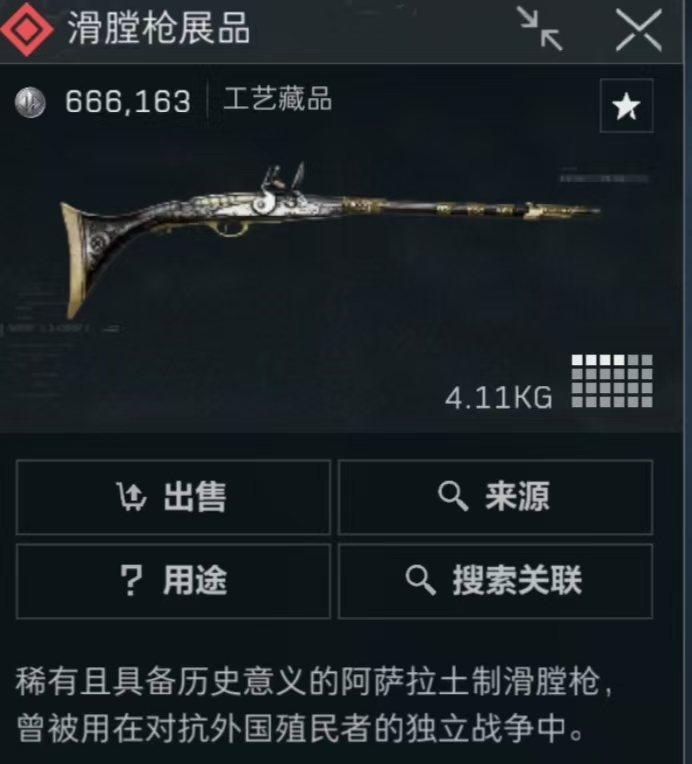 滑膛枪展品
666,163 工艺藏品
4.11KG
出售 来源
? 用途 搜索关联
稀有且具备历史意义的阿萨拉土制滑膛枪，
曾被用在对抗外国殖民者的独立战争中。